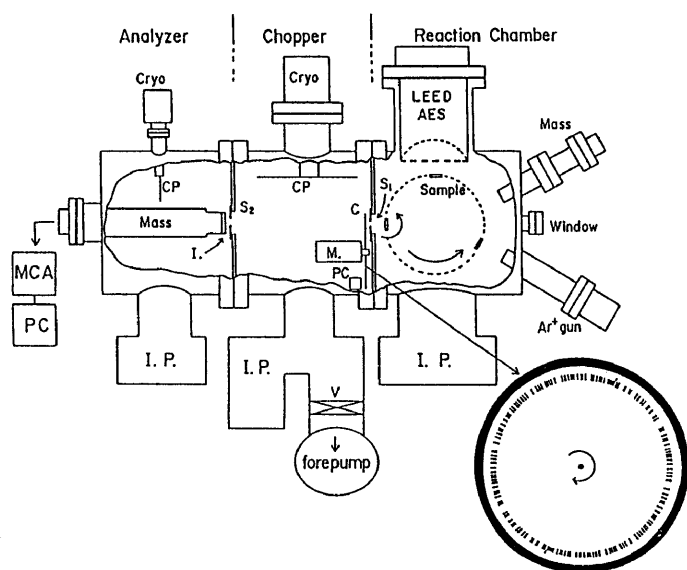 Analyzer
Chopper
Reaction Chamber
Cryo
Cryo
LEED
AES
Mass
CP
CP
S₂
C
S₁
Sample
Mass
Window
I.
M.
PC
MCA
PC
Ar⁺gun
I. P.
I. P.
I. P.
V
forepump